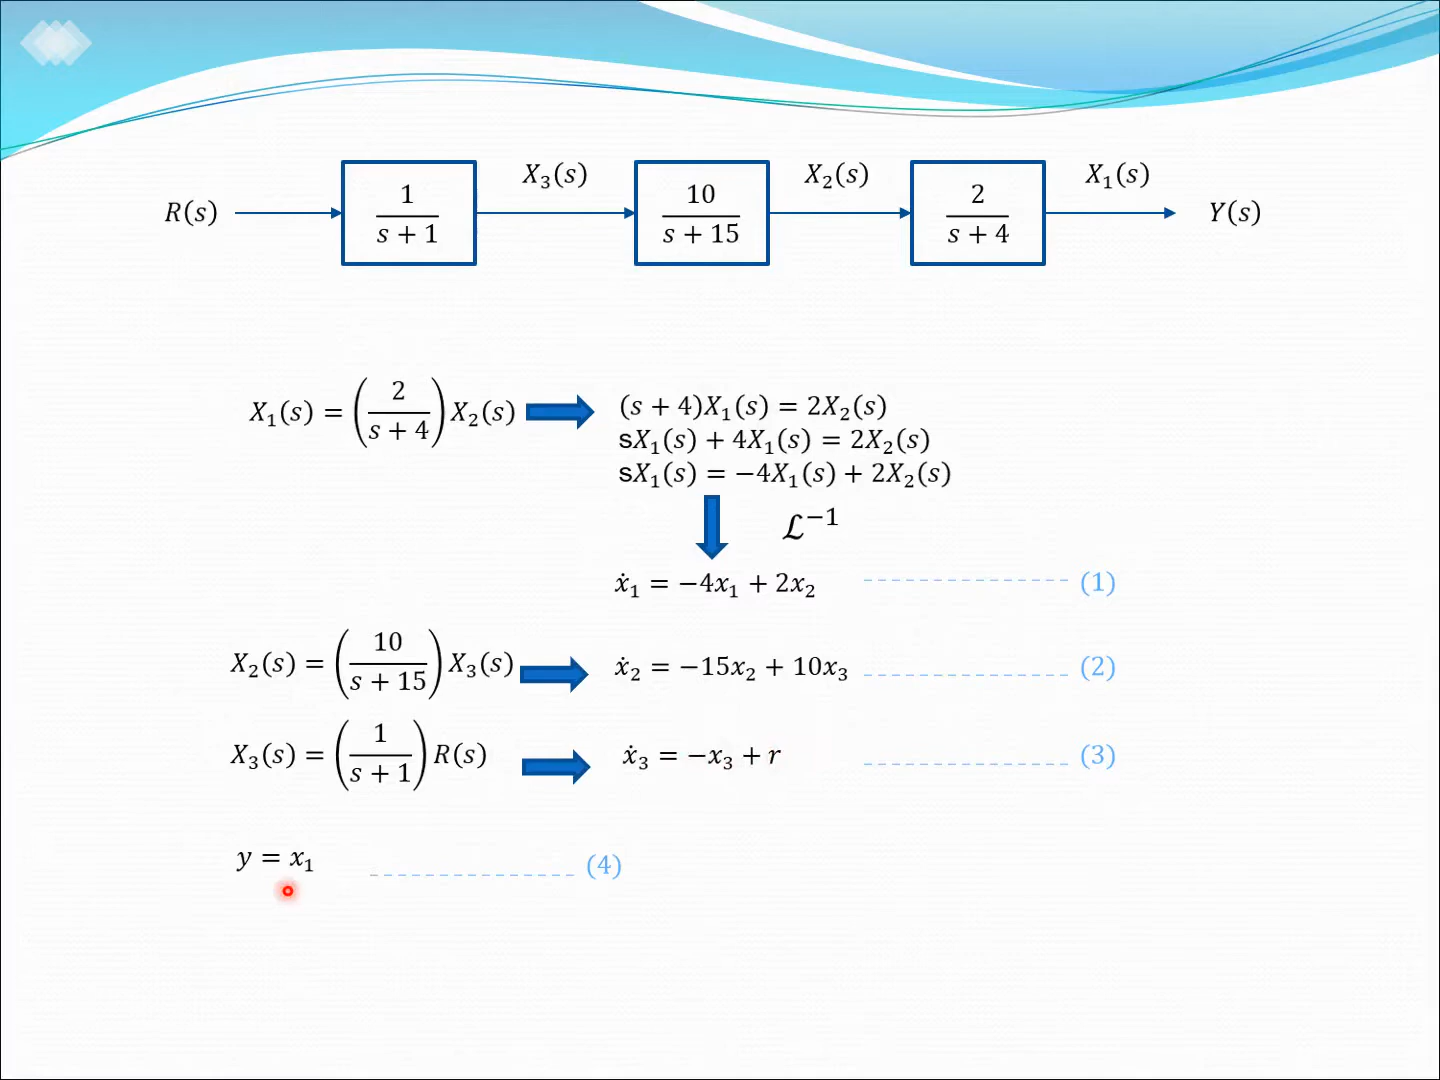 R(s) 1/(s + 1) X₃(s) 10/(s + 15) X₂(s) 2/(s + 4) X₁(s) Y(s)
X₁(s) = (2/(s + 4)) X₂(s)
(s + 4)X₁(s) = 2X₂(s)
sX₁(s) + 4X₁(s) = 2X₂(s)
sX₁(s) = −4X₁(s) + 2X₂(s)
ℒ⁻¹
ẋ₁ = −4x₁ + 2x₂ (1)
X₂(s) = (10/(s + 15)) X₃(s) ẋ₂ = −15x₂ + 10x₃ (2)
X₃(s) = (1/(s + 1)) R(s) ẋ₃ = −x₃ + r (3)
y = x₁ (4)